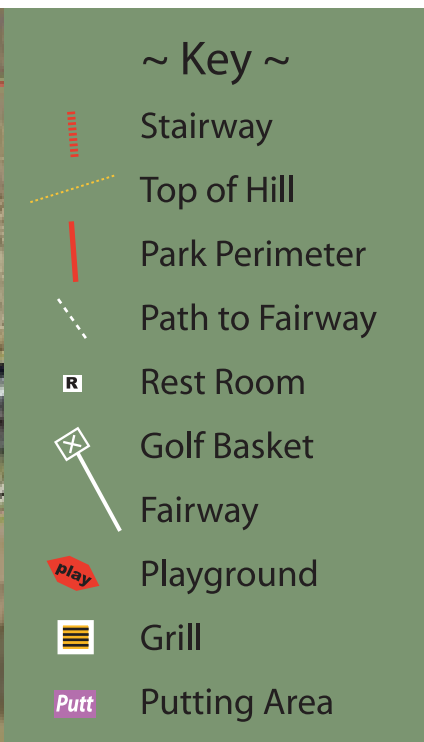 ~ Key ~
Stairway
Top of Hill
Park Perimeter
Path to Fairway
R Rest Room
Golf Basket
Fairway
play Playground
Grill
Putt Putting Area